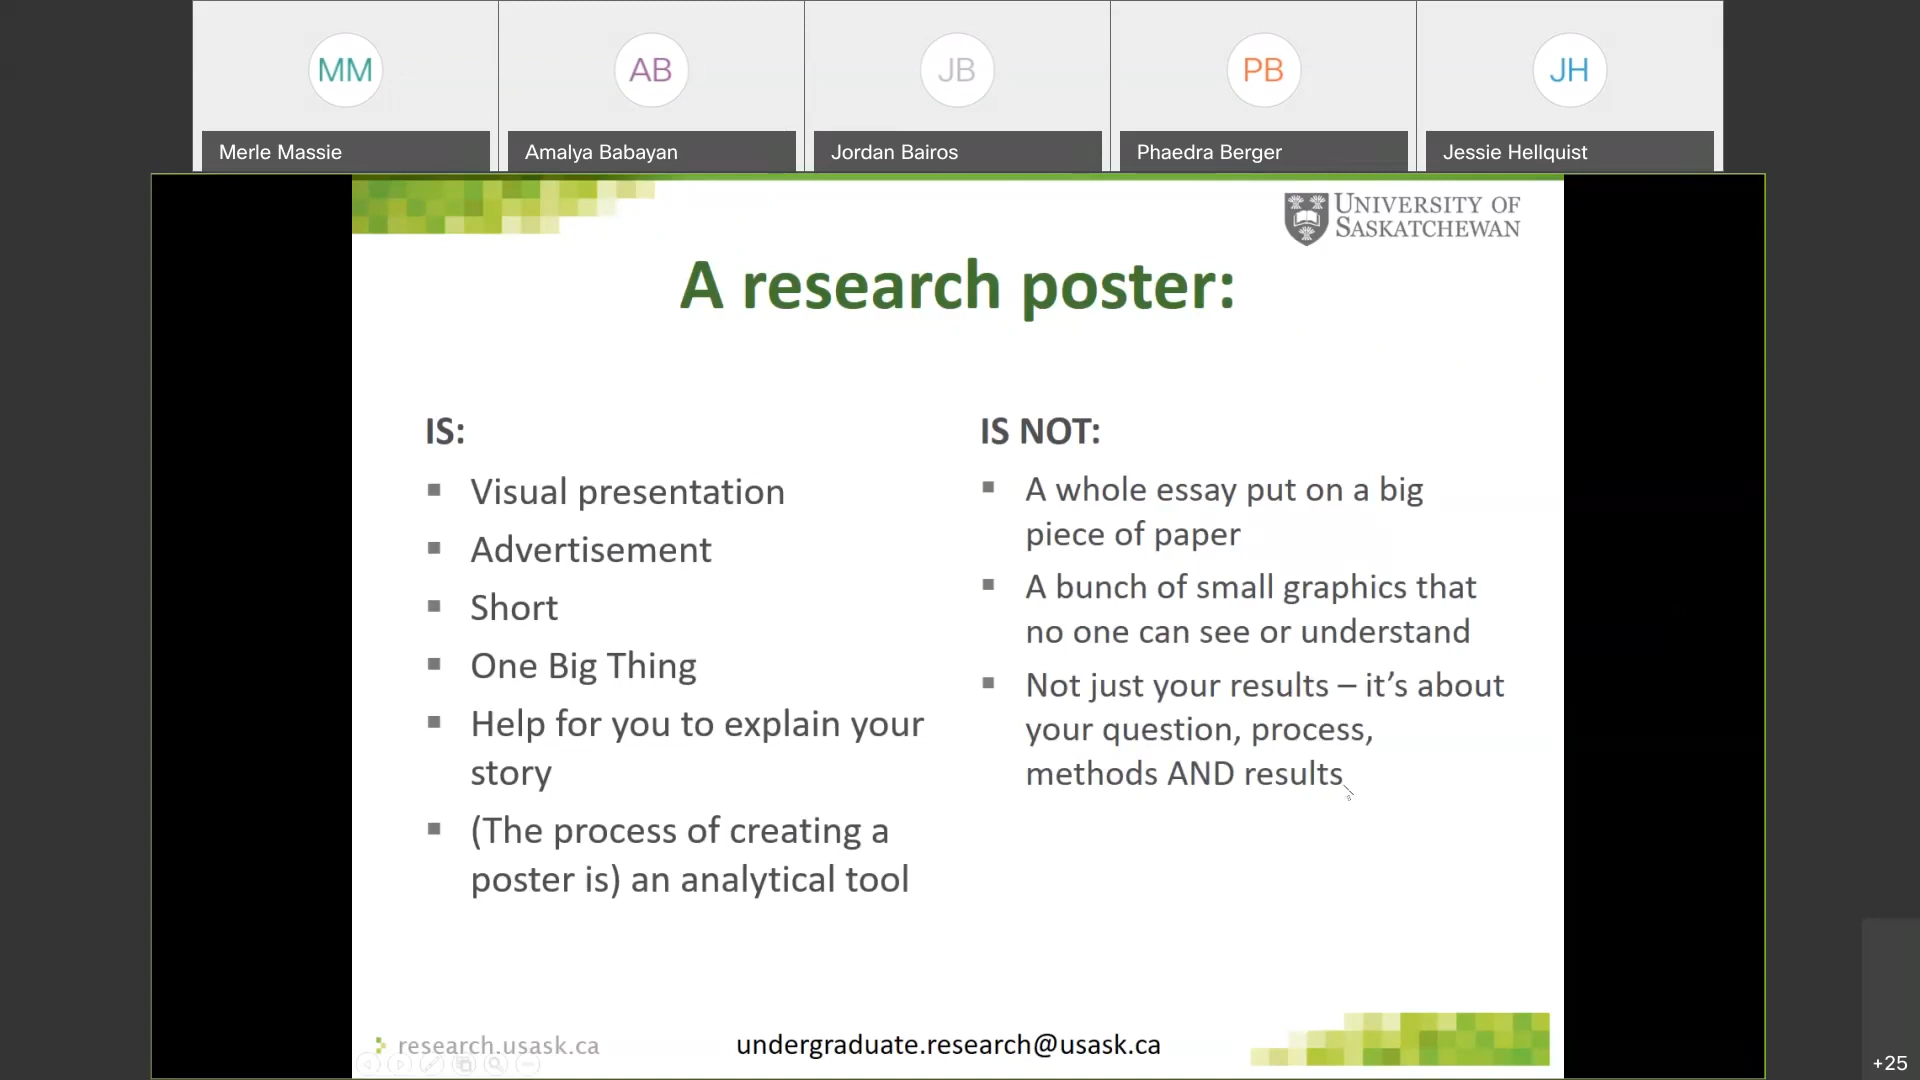 MM
AB
JB
PB
JH
Merle Massie
Amalya Babayan
Jordan Bairos
Phaedra Berger
Jessie Hellquist
UNIVERSITY OF
SASKATCHEWAN
A research poster:
IS:
Visual presentation
Advertisement
Short
One Big Thing
Help for you to explain your
story
(The process of creating a
poster is) an analytical tool
IS NOT:
A whole essay put on a big
piece of paper
A bunch of small graphics that
no one can see or understand
Not just your results – it’s about
your question, process,
methods AND results
research.usask.ca
undergraduate.research@usask.ca
+25